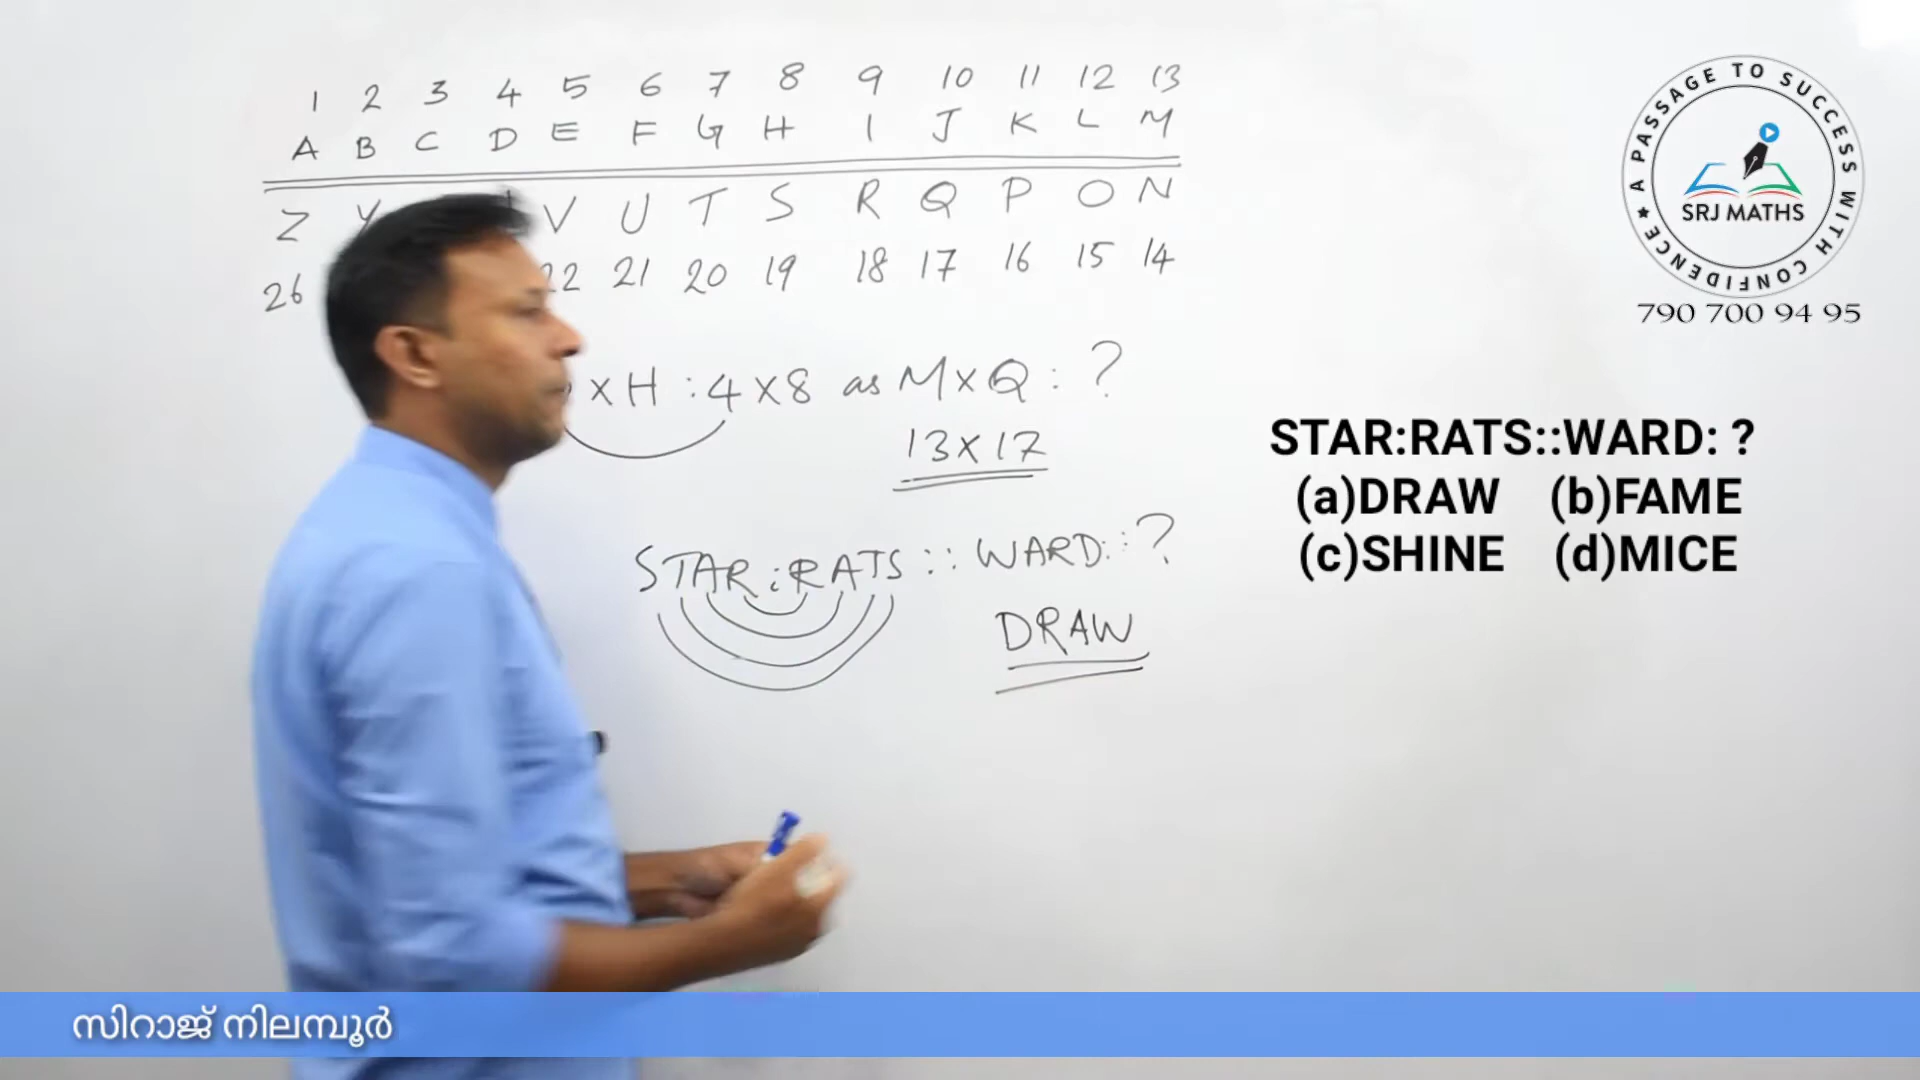 1 2 3 4 5 6 7 8 9 10 11 12 13
A B C D E F G H I J K L M
Z Y V U T S R Q P O N
26 22 21 20 19 18 17 16 15 14
× H : 4 × 8 as M × Q : ?
13 × 17
STAR : RATS :: WARD : : ?
DRAW
A PASSAGE TO SUCCESS WITH CONFIDENCE ★
SRJ MATHS
790 700 94 95
STAR:RATS::WARD: ?
(a)DRAW (b)FAME
(c)SHINE (d)MICE
സിറാജ് നിലമ്പൂർ